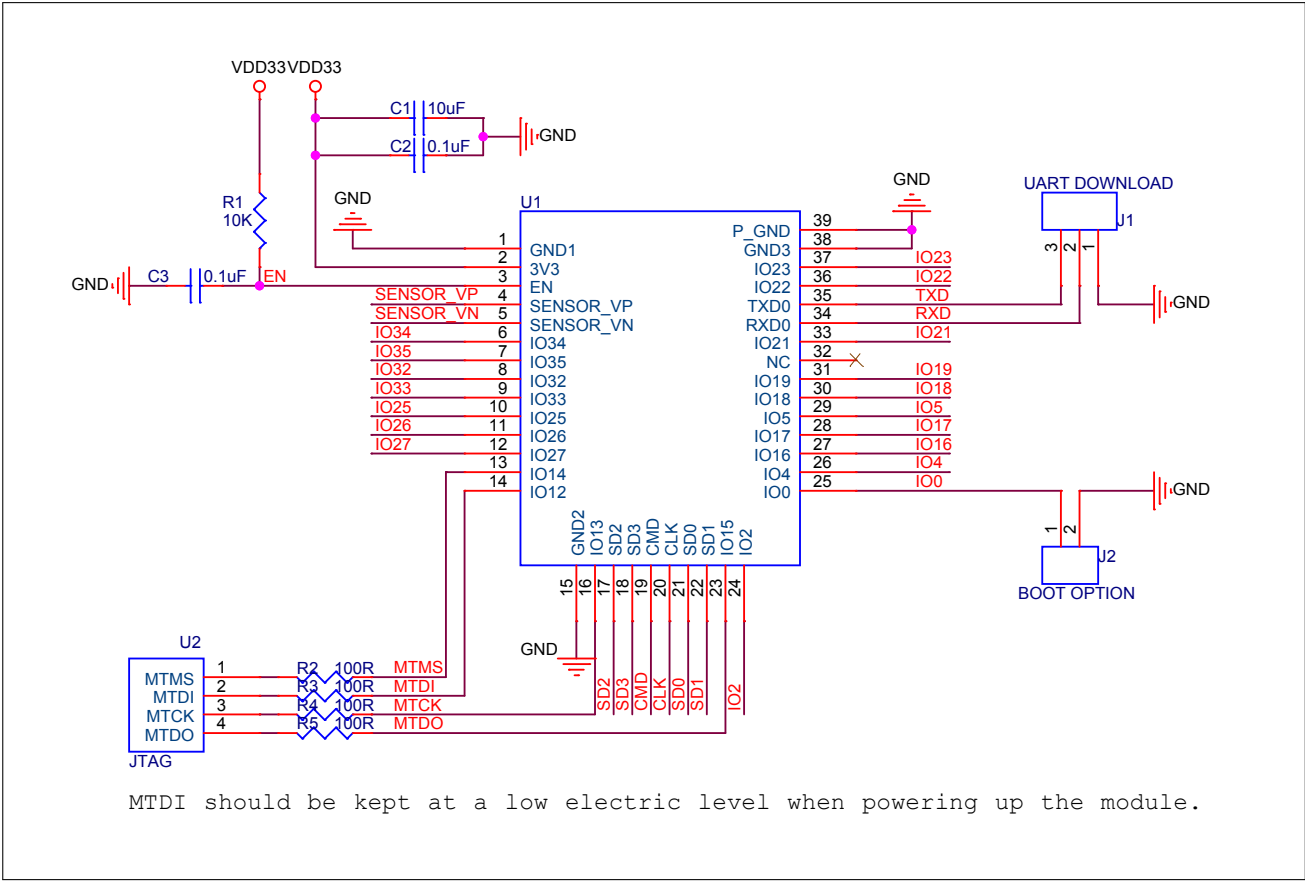 VDD33 VDD33
C1 10uF
GND
C2 0.1uF
GND
R1
10K
GND
C3 0.1uF EN
U1
1 GND1
2 3V3
3 EN
SENSOR_VP 4 SENSOR_VP
SENSOR_VN 5 SENSOR_VN
IO34 6 IO34
IO35 7 IO35
IO32 8 IO32
IO33 9 IO33
IO25 10 IO25
IO26 11 IO26
IO27 12 IO27
13 IO14
14 IO12
GND
P_GND 39
GND3 38
IO23 37 IO23
IO22 36 IO22
TXD0 35 TXD
RXD0 34 RXD
IO21 33 IO21
NC 32
IO19 31 IO19
IO18 30 IO18
IO5 29 IO5
IO17 28 IO17
IO16 27 IO16
IO4 26 IO4
IO0 25 IO0
UART DOWNLOAD
J1
3 2 1
GND
GND
1 2
J2
BOOT OPTION
GND2 IO13 SD2 SD3 CMD CLK SD0 SD1 IO15 IO2
15 16 17 18 19 20 21 22 23 24
GND
SD2 SD3 CMD CLK SD0 SD1 IO2
U2
MTMS 1 R2 100R MTMS
MTDI 2 R3 100R MTDI
MTCK 3 R4 100R MTCK
MTDO 4 R5 100R MTDO
JTAG
MTDI should be kept at a low electric level when powering up the module.